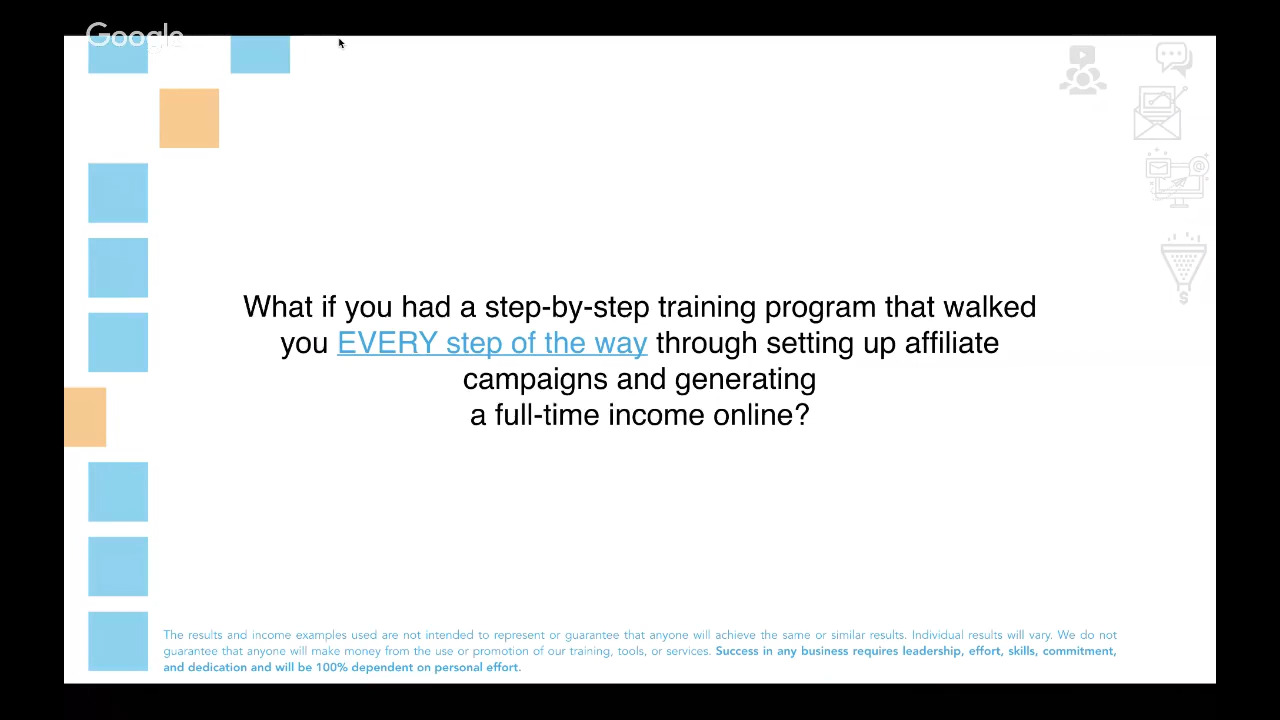 Google
What if you had a step-by-step training program that walked
you EVERY step of the way through setting up affiliate
campaigns and generating
a full-time income online?
The results and income examples used are not intended to represent or guarantee that anyone will achieve the same or similar results. Individual results will vary. We do not
guarantee that anyone will make money from the use or promotion of our training, tools, or services. Success in any business requires leadership, effort, skills, commitment,
and dedication and will be 100% dependent on personal effort.